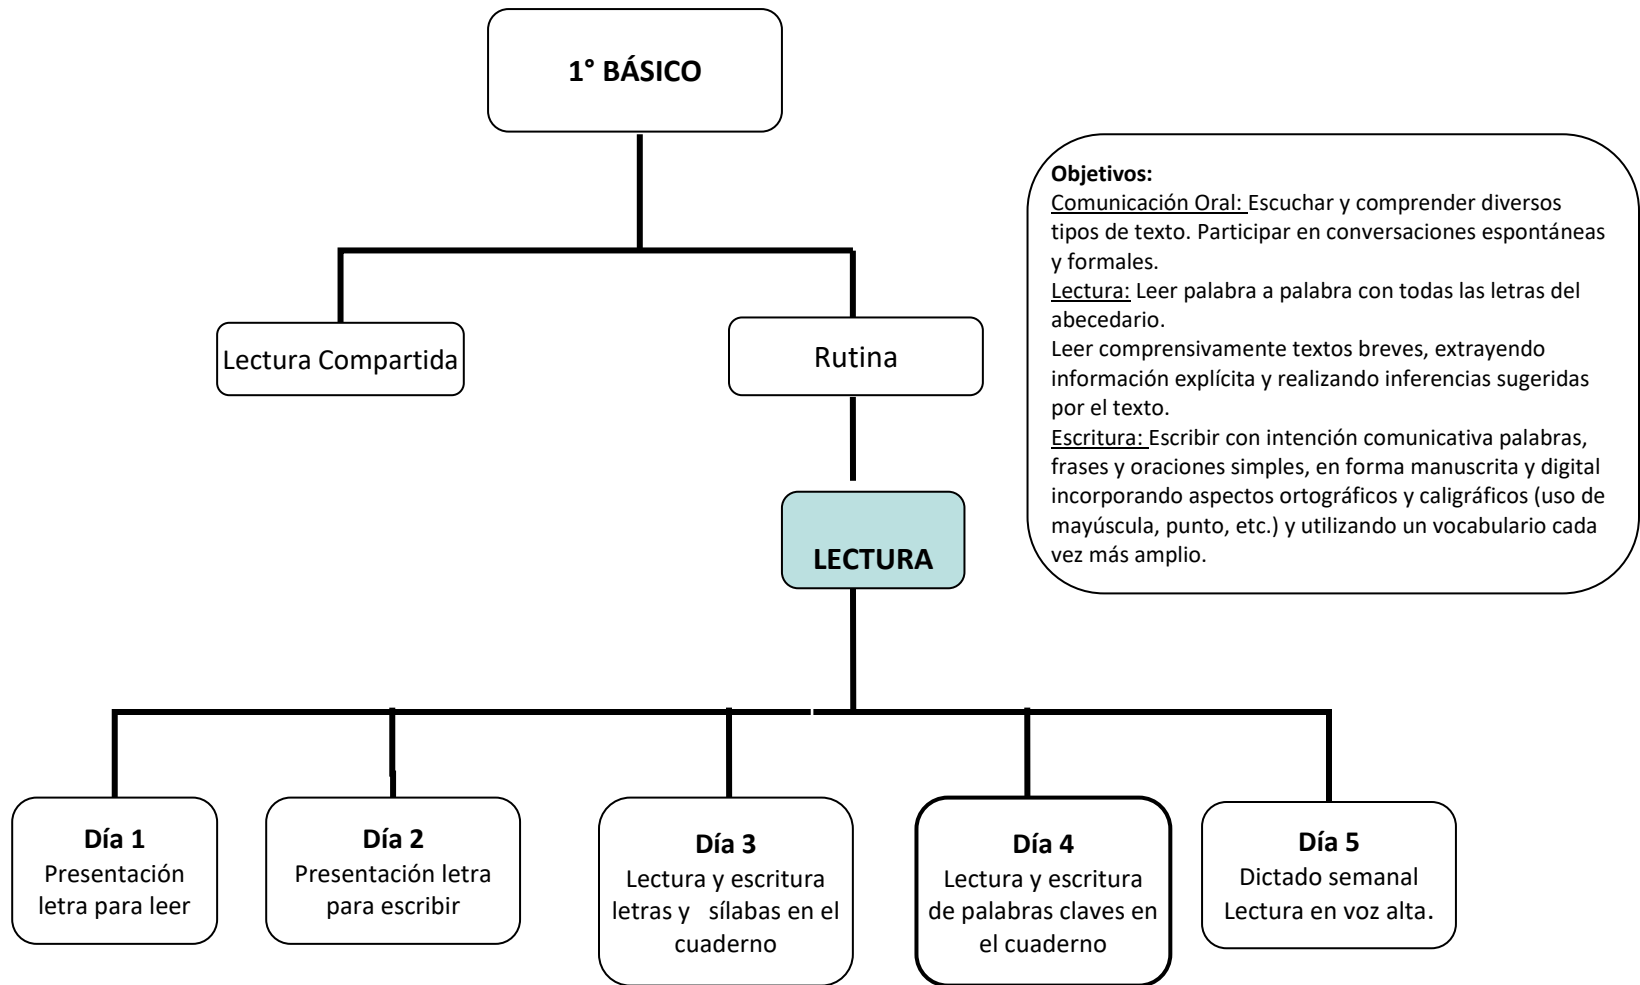 1° BÁSICO
Objetivos:
Comunicación Oral: Escuchar y comprender diversos
tipos de texto. Participar en conversaciones espontáneas
y formales.
Lectura: Leer palabra a palabra con todas las letras del
abecedario.
Leer comprensivamente textos breves, extrayendo
información explícita y realizando inferencias sugeridas
por el texto.
Escritura: Escribir con intención comunicativa palabras,
frases y oraciones simples, en forma manuscrita y digital
incorporando aspectos ortográficos y caligráficos (uso de
mayúscula, punto, etc.) y utilizando un vocabulario cada
vez más amplio.
Lectura Compartida
Rutina
LECTURA
Día 1
Presentación
letra para leer
Día 2
Presentación letra
para escribir
Día 3
Lectura y escritura
letras y sílabas en el
cuaderno
Día 4
Lectura y escritura
de palabras claves en
el cuaderno
Día 5
Dictado semanal
Lectura en voz alta.